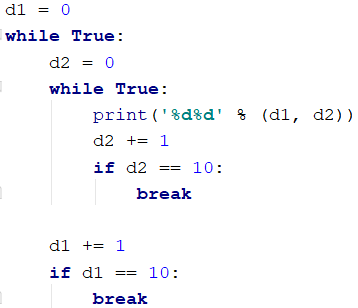 d1 = 0
while True:
    d2 = 0
    while True:
        print('%d%d' % (d1, d2))
        d2 += 1
        if d2 == 10:
            break

    d1 += 1
    if d1 == 10:
        break